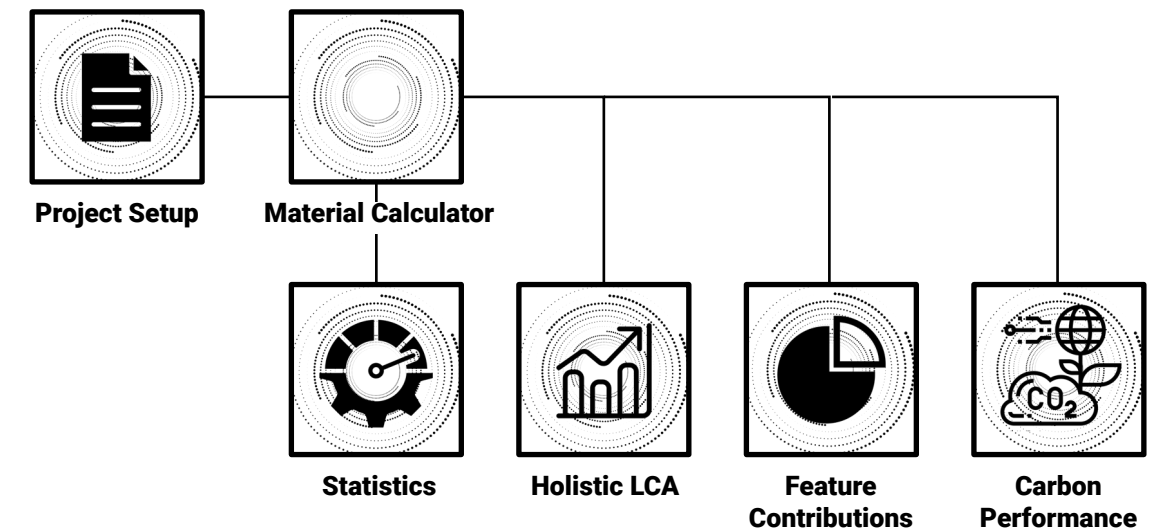 Project Setup
Material Calculator
CO₂
Statistics
Holistic LCA
Feature
Contributions
Carbon
Performance